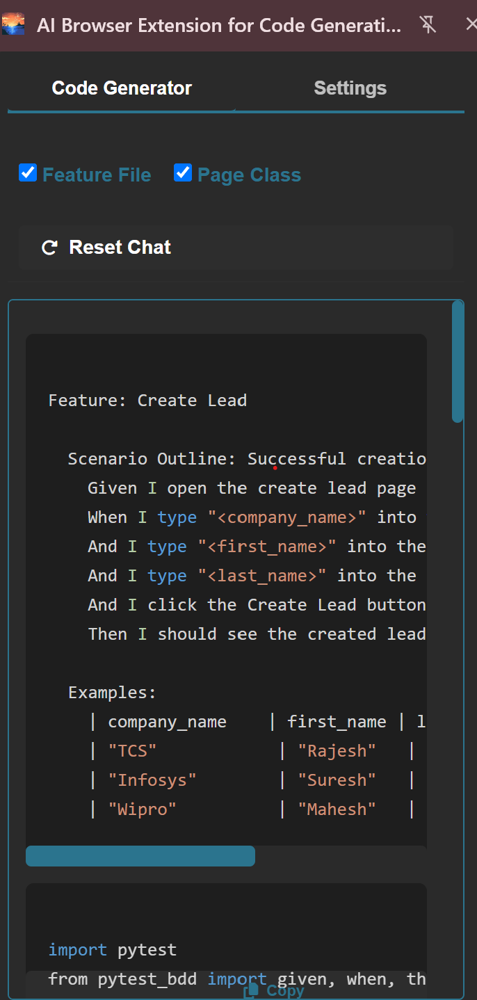 AI Browser Extension for Code Generati...
Code Generator Settings
Feature File Page Class
Reset Chat
Feature: Create Lead
Scenario Outline: Successful creatio
Given I open the create lead page
When I type "<company_name>" into
And I type "<first_name>" into the
And I type "<last_name>" into the
And I click the Create Lead button
Then I should see the created lead
Examples:
| company_name | first_name | l
| "TCS" | "Rajesh" |
| "Infosys" | "Suresh" |
| "Wipro" | "Mahesh" |
import pytest
from pytest_bdd import given, when, th
Copy